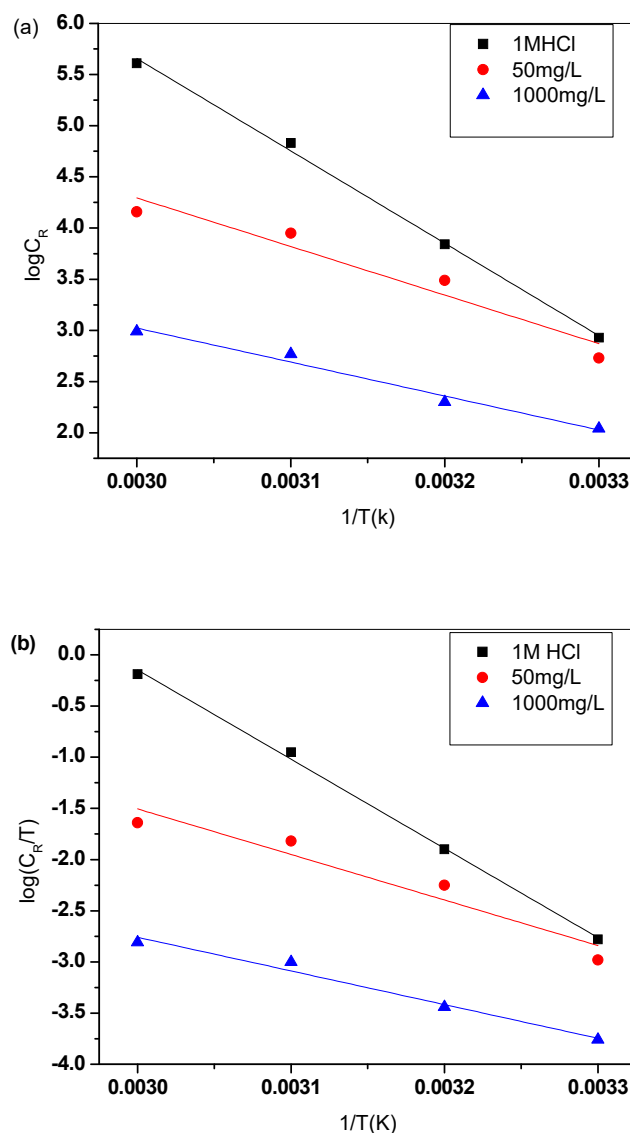 (a)
1MHCl
50mg/L
1000mg/L
6.0
5.5
5.0
4.5
4.0
3.5
3.0
2.5
2.0
logC_R
0.0030 0.0031 0.0032 0.0033
1/T(k)
(b)
1M HCl
50mg/L
1000mg/L
0.0
-0.5
-1.0
-1.5
-2.0
-2.5
-3.0
-3.5
-4.0
log(C_R/T)
0.0030 0.0031 0.0032 0.0033
1/T(K)